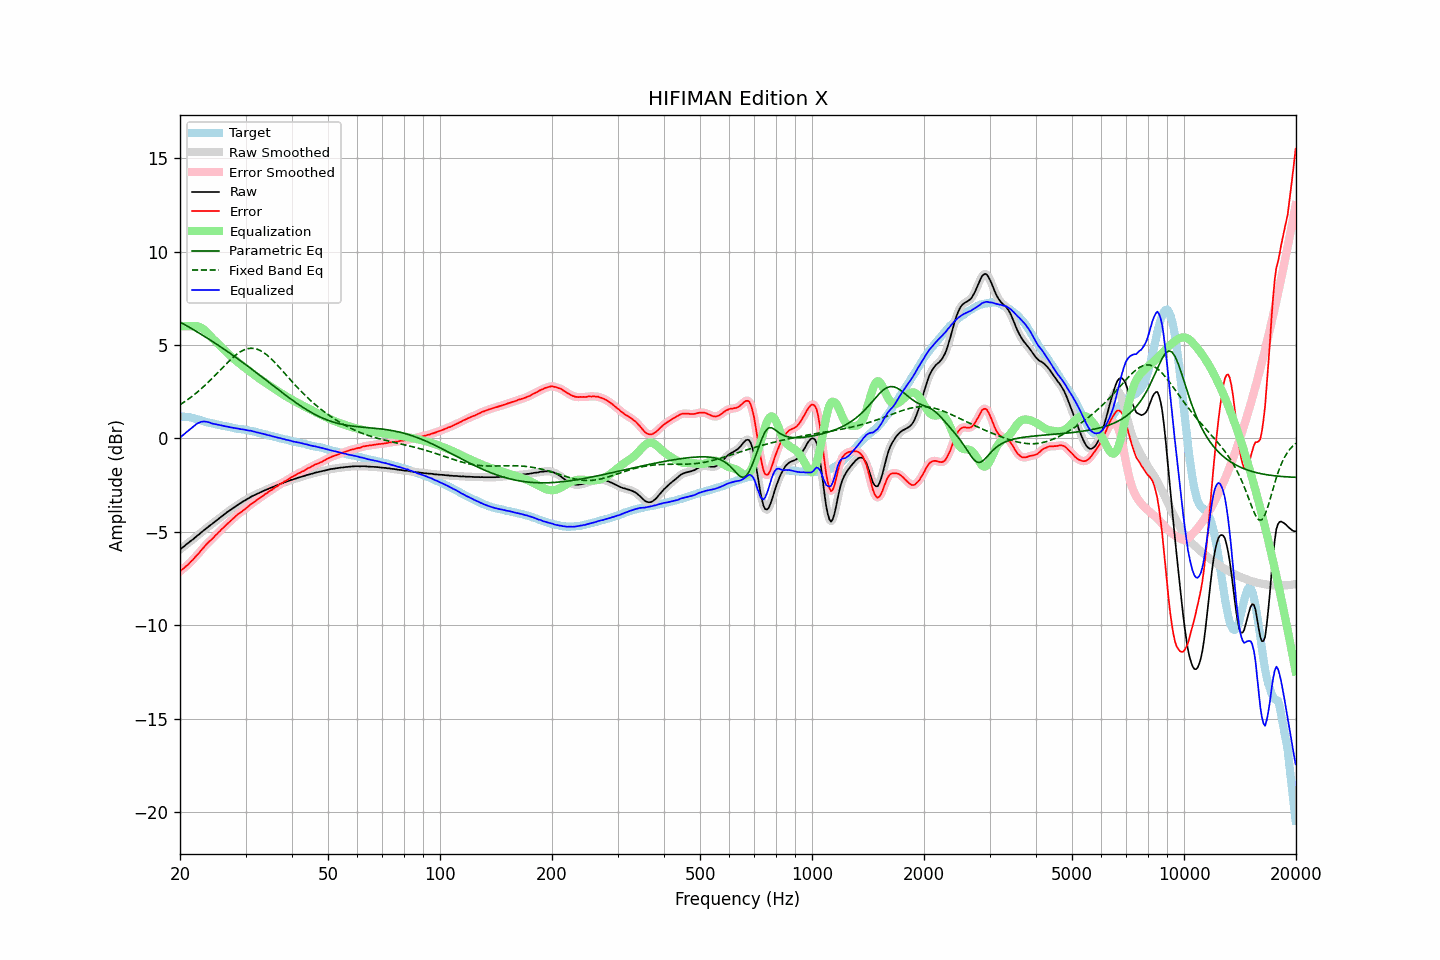 HIFIMAN Edition X
Target
Raw Smoothed
Error Smoothed
Raw
Error
Equalization
Parametric Eq
Fixed Band Eq
Equalized
Amplitude (dBr)
15
10
5
0
−5
−10
−15
−20
20
50
100
200
500
1000
2000
5000
10000
20000
Frequency (Hz)